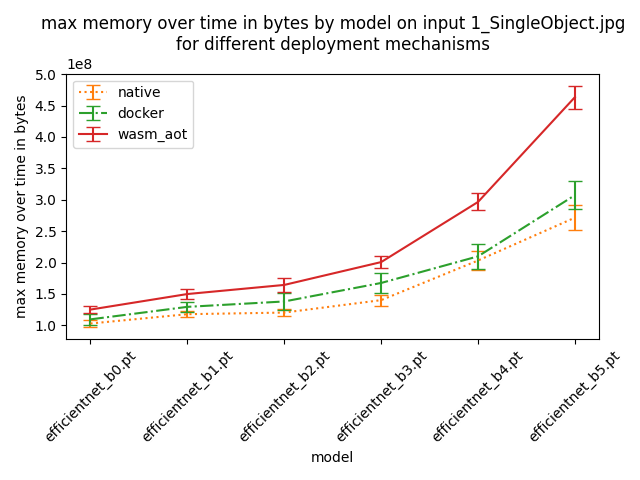 max memory over time in bytes by model on input 1_SingleObject.jpg
for different deployment mechanisms
1e8
5.0
4.5
4.0
3.5
3.0
2.5
2.0
1.5
1.0
max memory over time in bytes
native
docker
wasm_aot
efficientnet_b0.pt
efficientnet_b1.pt
efficientnet_b2.pt
efficientnet_b3.pt
efficientnet_b4.pt
efficientnet_b5.pt
model